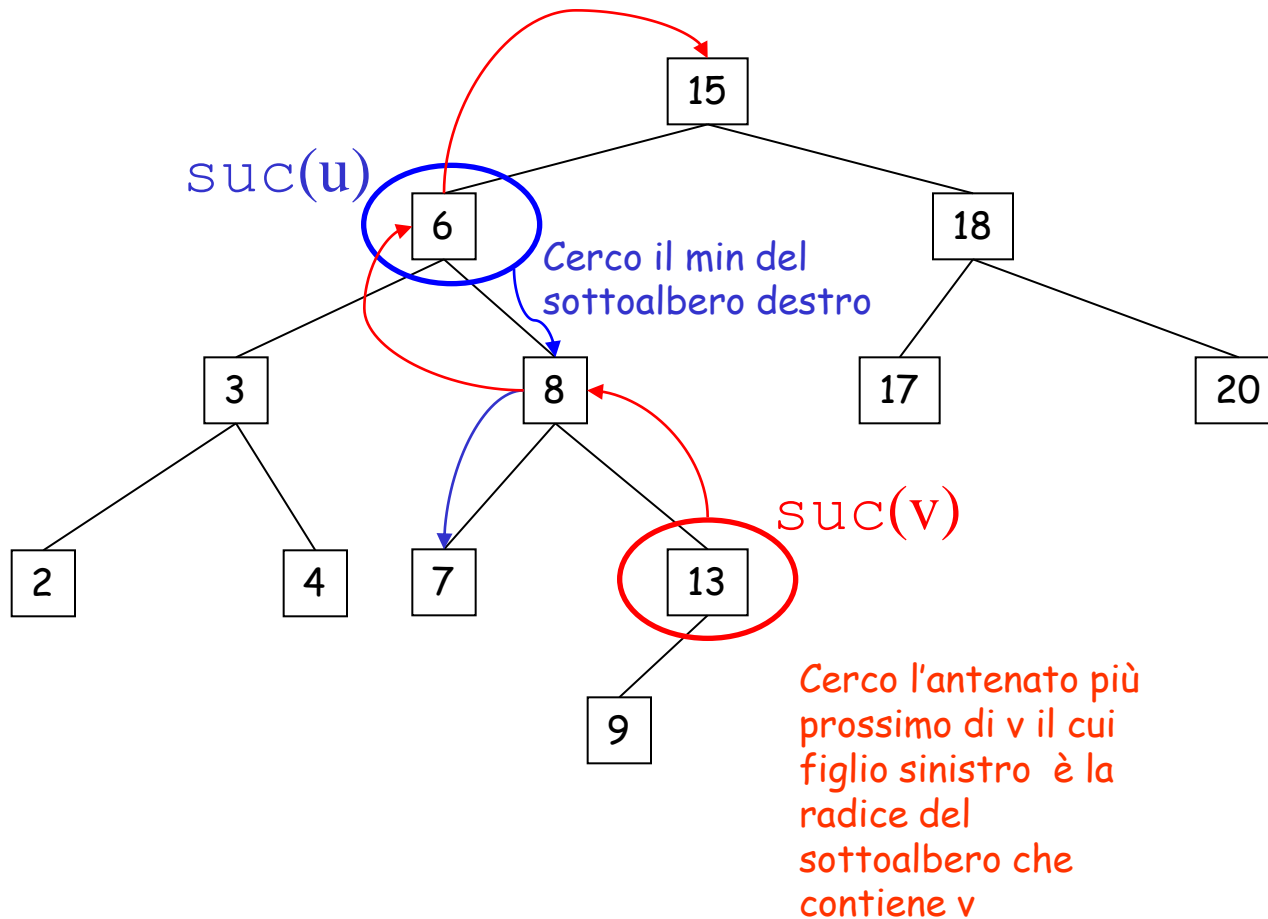 15
suc(u)
6
18
Cerco il min del
sottoalbero destro
3
8
17
20
suc(v)
2
4
7
13
9
Cerco l'antenato più
prossimo di v il cui
figlio sinistro è la
radice del
sottoalbero che
contiene v